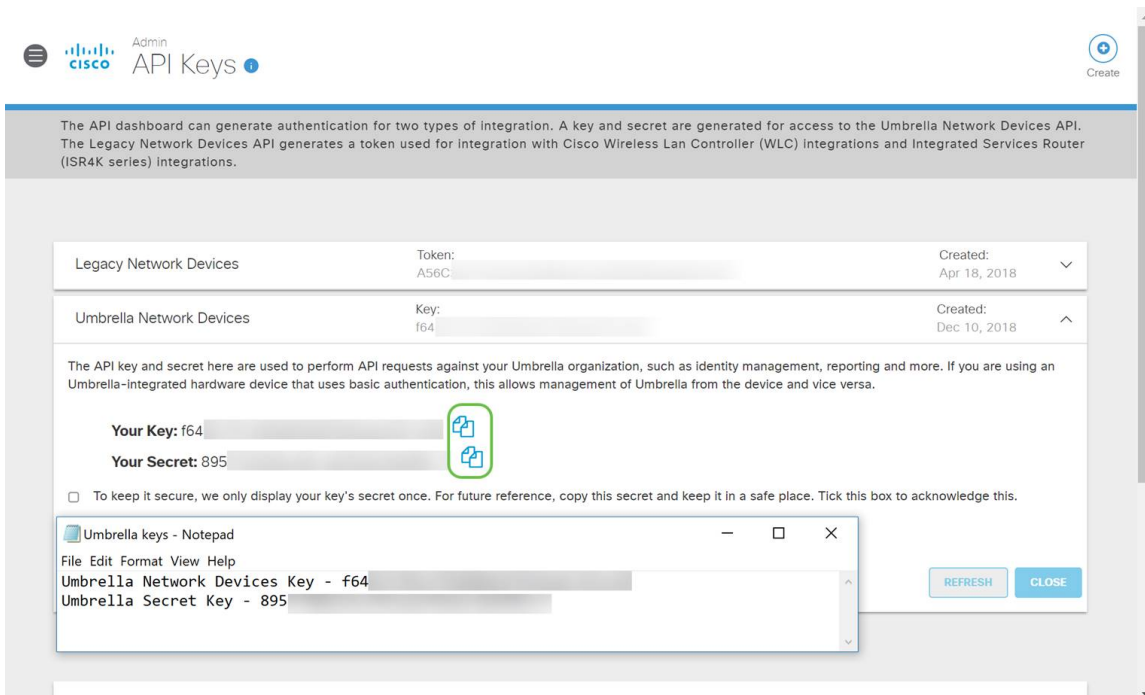 Admin
cisco
API Keys
Create
The API dashboard can generate authentication for two types of integration. A key and secret are generated for access to the Umbrella Network Devices API.
The Legacy Network Devices API generates a token used for integration with Cisco Wireless Lan Controller (WLC) integrations and Integrated Services Router
(ISR4K series) integrations.
Legacy Network Devices
Token:
A56C
Created:
Apr 18, 2018
Umbrella Network Devices
Key:
f64
Created:
Dec 10, 2018
The API key and secret here are used to perform API requests against your Umbrella organization, such as identity management, reporting and more. If you are using an
Umbrella-integrated hardware device that uses basic authentication, this allows management of Umbrella from the device and vice versa.
Your Key: f64
Your Secret: 895
To keep it secure, we only display your key's secret once. For future reference, copy this secret and keep it in a safe place. Tick this box to acknowledge this.
Umbrella keys - Notepad
File Edit Format View Help
Umbrella Network Devices Key - f64
Umbrella Secret Key - 895
REFRESH
CLOSE